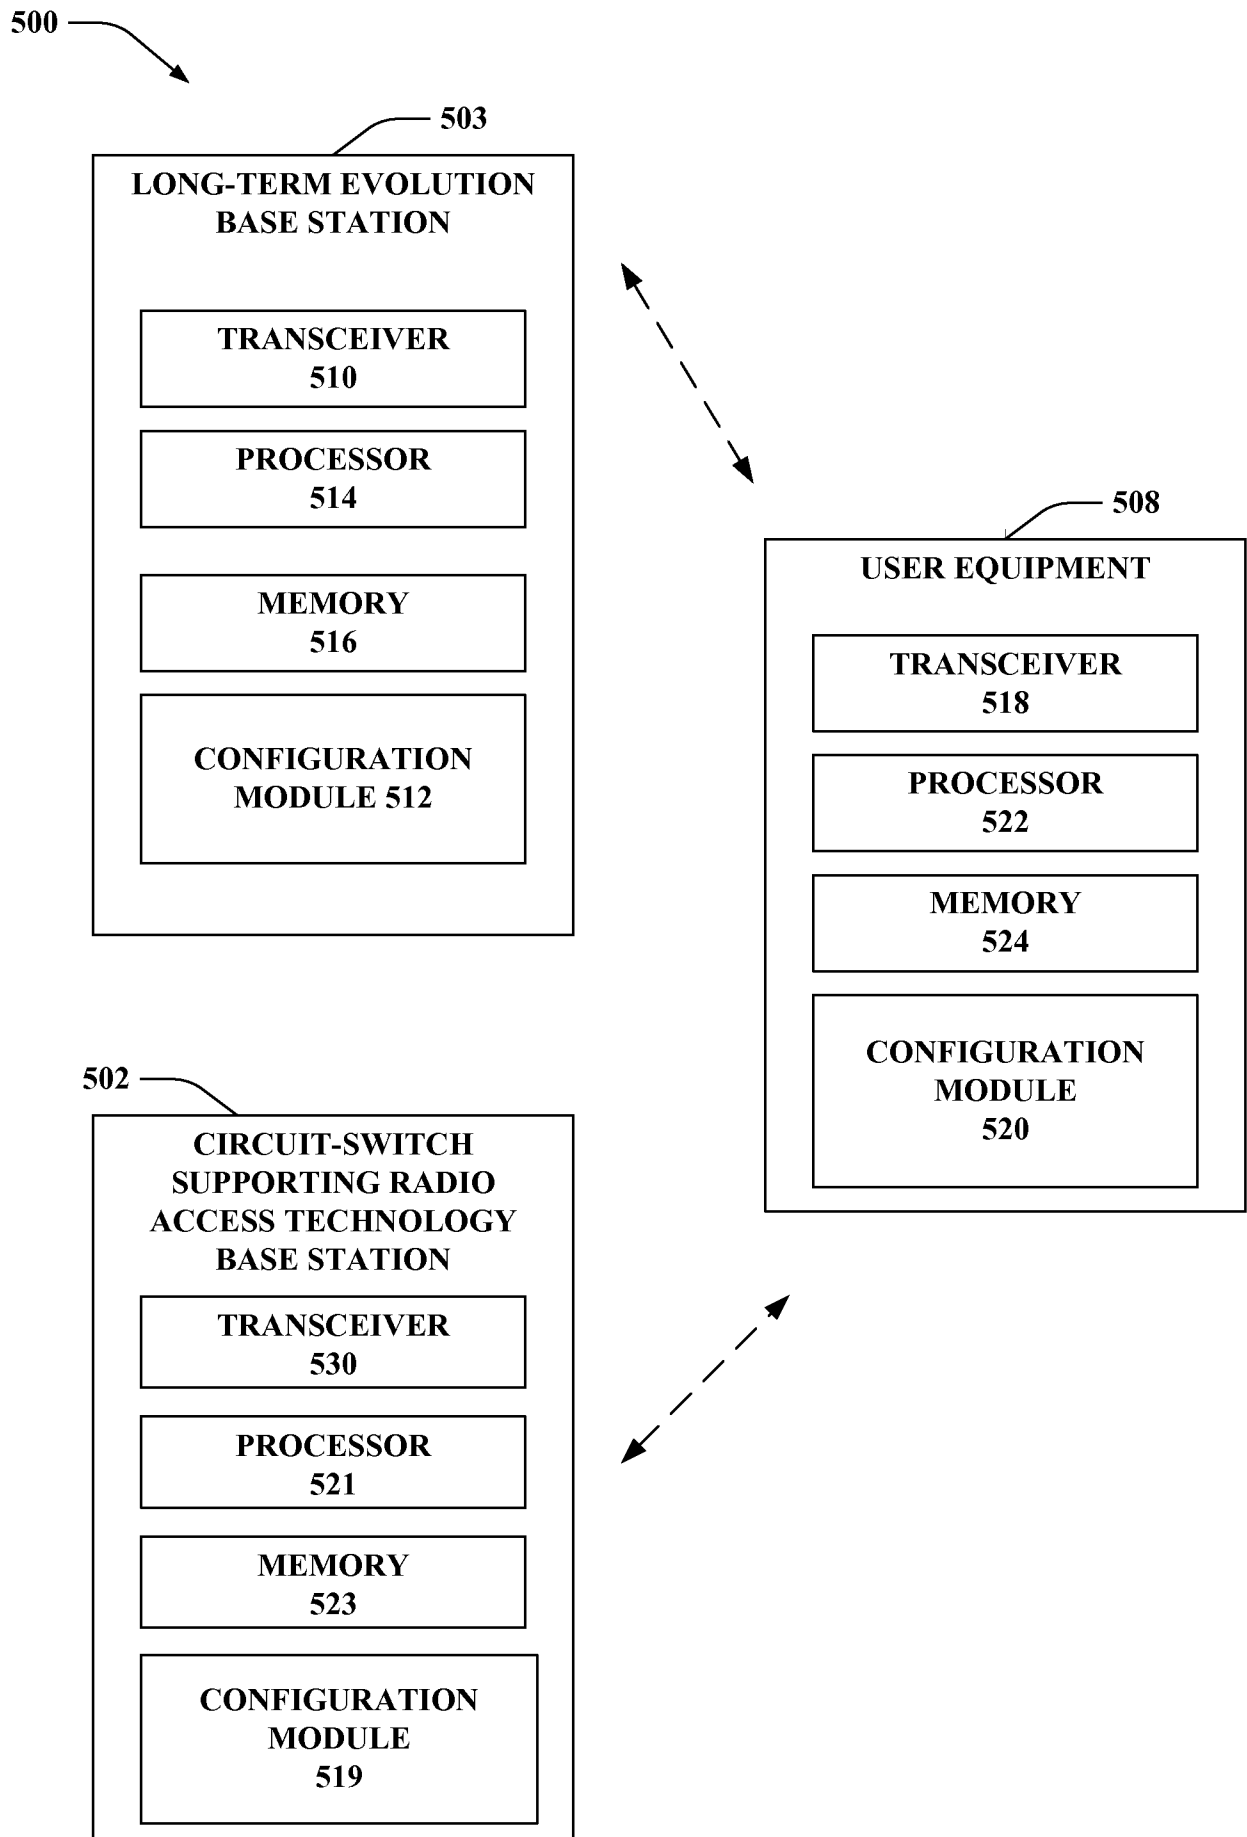 500
503
LONG-TERM EVOLUTION
BASE STATION
TRANSCEIVER
510
PROCESSOR
514
MEMORY
516
CONFIGURATION
MODULE 512
508
USER EQUIPMENT
TRANSCEIVER
518
PROCESSOR
522
MEMORY
524
CONFIGURATION
MODULE
520
502
CIRCUIT-SWITCH
SUPPORTING RADIO
ACCESS TECHNOLOGY
BASE STATION
TRANSCEIVER
530
PROCESSOR
521
MEMORY
523
CONFIGURATION
MODULE
519